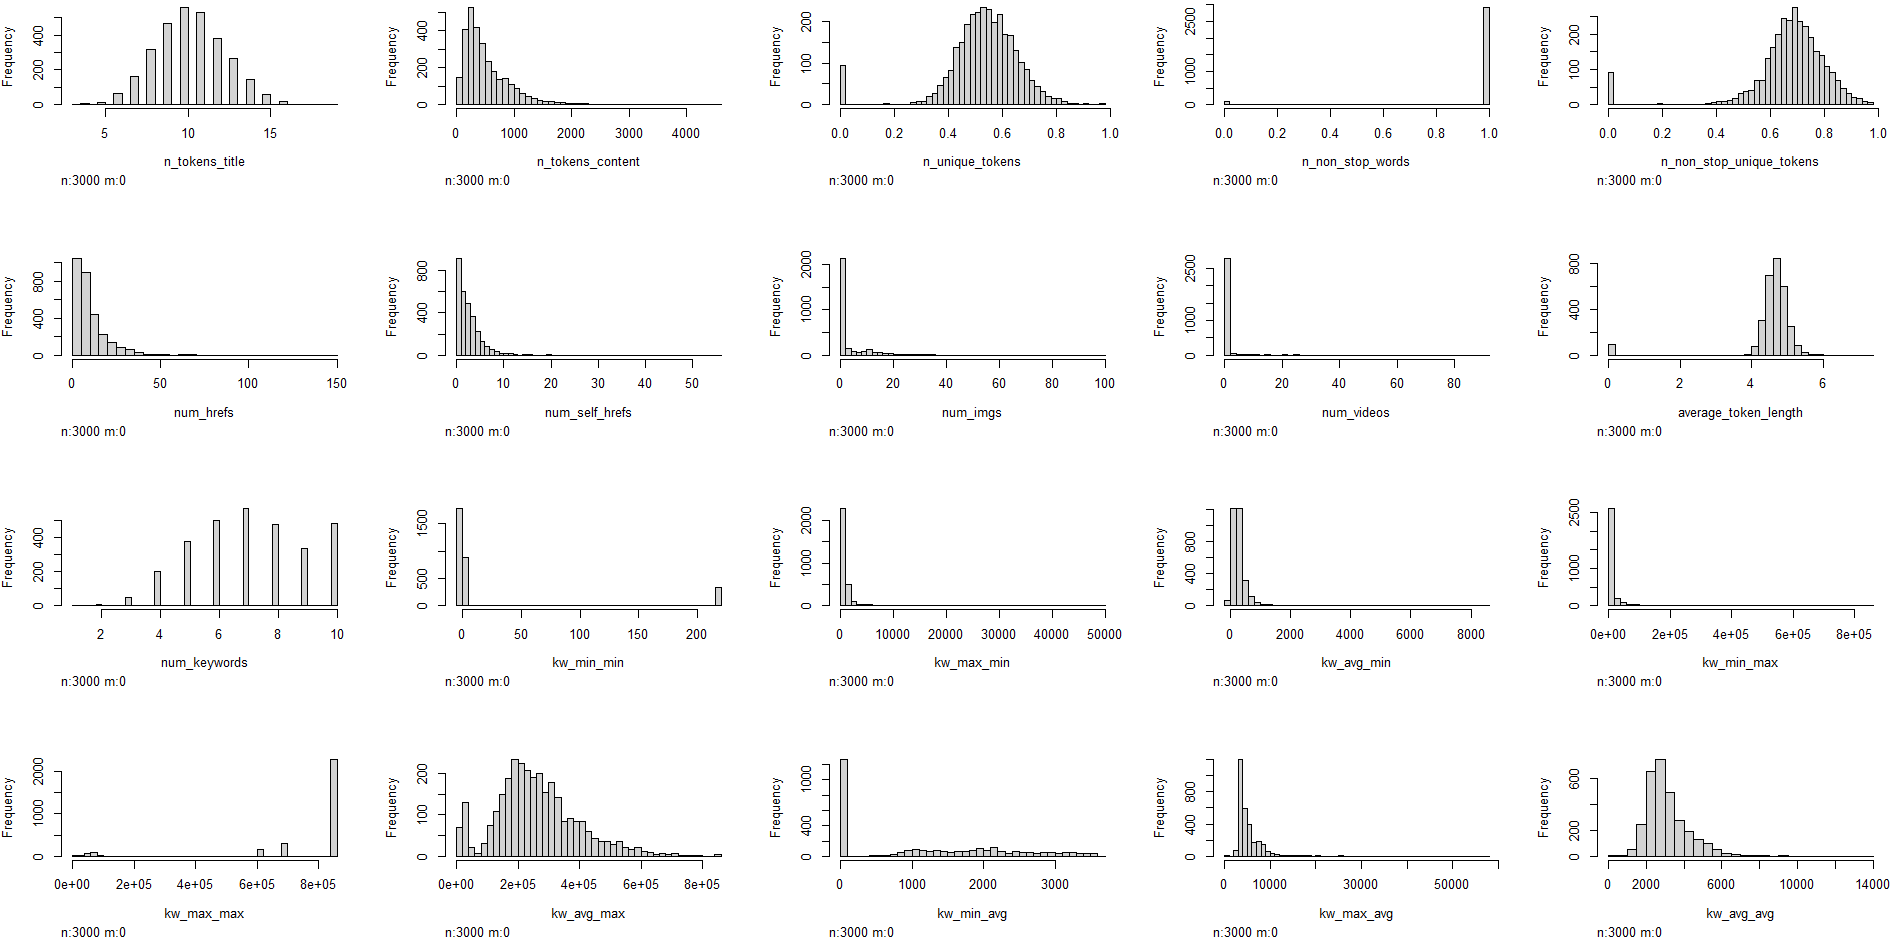 Frequency
0 200 400
5 10 15
n_tokens_title
n:3000 m:0
Frequency
0 200 400
0 1000 2000 3000 4000
n_tokens_content
n:3000 m:0
Frequency
0 100 200
0.0 0.2 0.4 0.6 0.8 1.0
n_unique_tokens
n:3000 m:0
Frequency
0 1000 2500
0.0 0.2 0.4 0.6 0.8 1.0
n_non_stop_words
n:3000 m:0
Frequency
0 100 200
0.0 0.2 0.4 0.6 0.8 1.0
n_non_stop_unique_tokens
n:3000 m:0
Frequency
0 400 800
0 50 100 150
num_hrefs
n:3000 m:0
Frequency
0 400 800
0 10 20 30 40 50
num_self_hrefs
n:3000 m:0
Frequency
0 1000 2000
0 20 40 60 80 100
num_imgs
n:3000 m:0
Frequency
0 1000 2500
0 20 40 60 80
num_videos
n:3000 m:0
Frequency
0 400 800
0 2 4 6
average_token_length
n:3000 m:0
Frequency
0 200 400
2 4 6 8 10
num_keywords
n:3000 m:0
Frequency
0 500 1500
0 50 100 150 200
kw_min_min
n:3000 m:0
Frequency
0 1000 2000
0 10000 20000 30000 40000 50000
kw_max_min
n:3000 m:0
Frequency
0 400 800
0 2000 4000 6000 8000
kw_avg_min
n:3000 m:0
Frequency
0 1000 2500
0e+00 2e+05 4e+05 6e+05 8e+05
kw_min_max
n:3000 m:0
Frequency
0 1000 2000
0e+00 2e+05 4e+05 6e+05 8e+05
kw_max_max
n:3000 m:0
Frequency
0 100 200
0e+00 2e+05 4e+05 6e+05 8e+05
kw_avg_max
n:3000 m:0
Frequency
0 400 1000
0 1000 2000 3000
kw_min_avg
n:3000 m:0
Frequency
0 400 800
0 10000 30000 50000
kw_max_avg
n:3000 m:0
Frequency
0 200 600
0 2000 6000 10000 14000
kw_avg_avg
n:3000 m:0